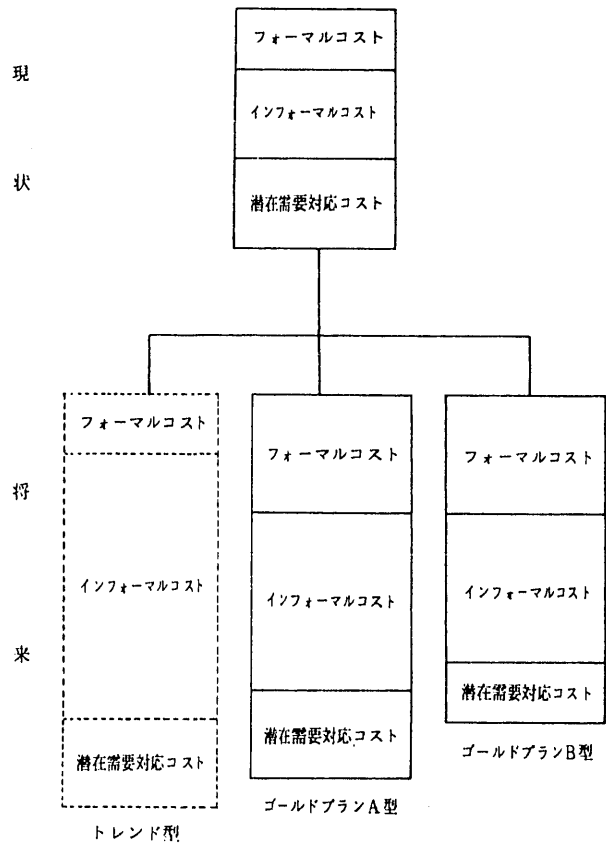 現状
フォーマルコスト
インフォーマルコスト
潜在需要対応コスト
将来
フォーマルコスト
インフォーマルコスト
潜在需要対応コスト
トレンド型
フォーマルコスト
インフォーマルコスト
潜在需要対応コスト
ゴールドプランA型
フォーマルコスト
インフォーマルコスト
潜在需要対応コスト
ゴールドプランB型